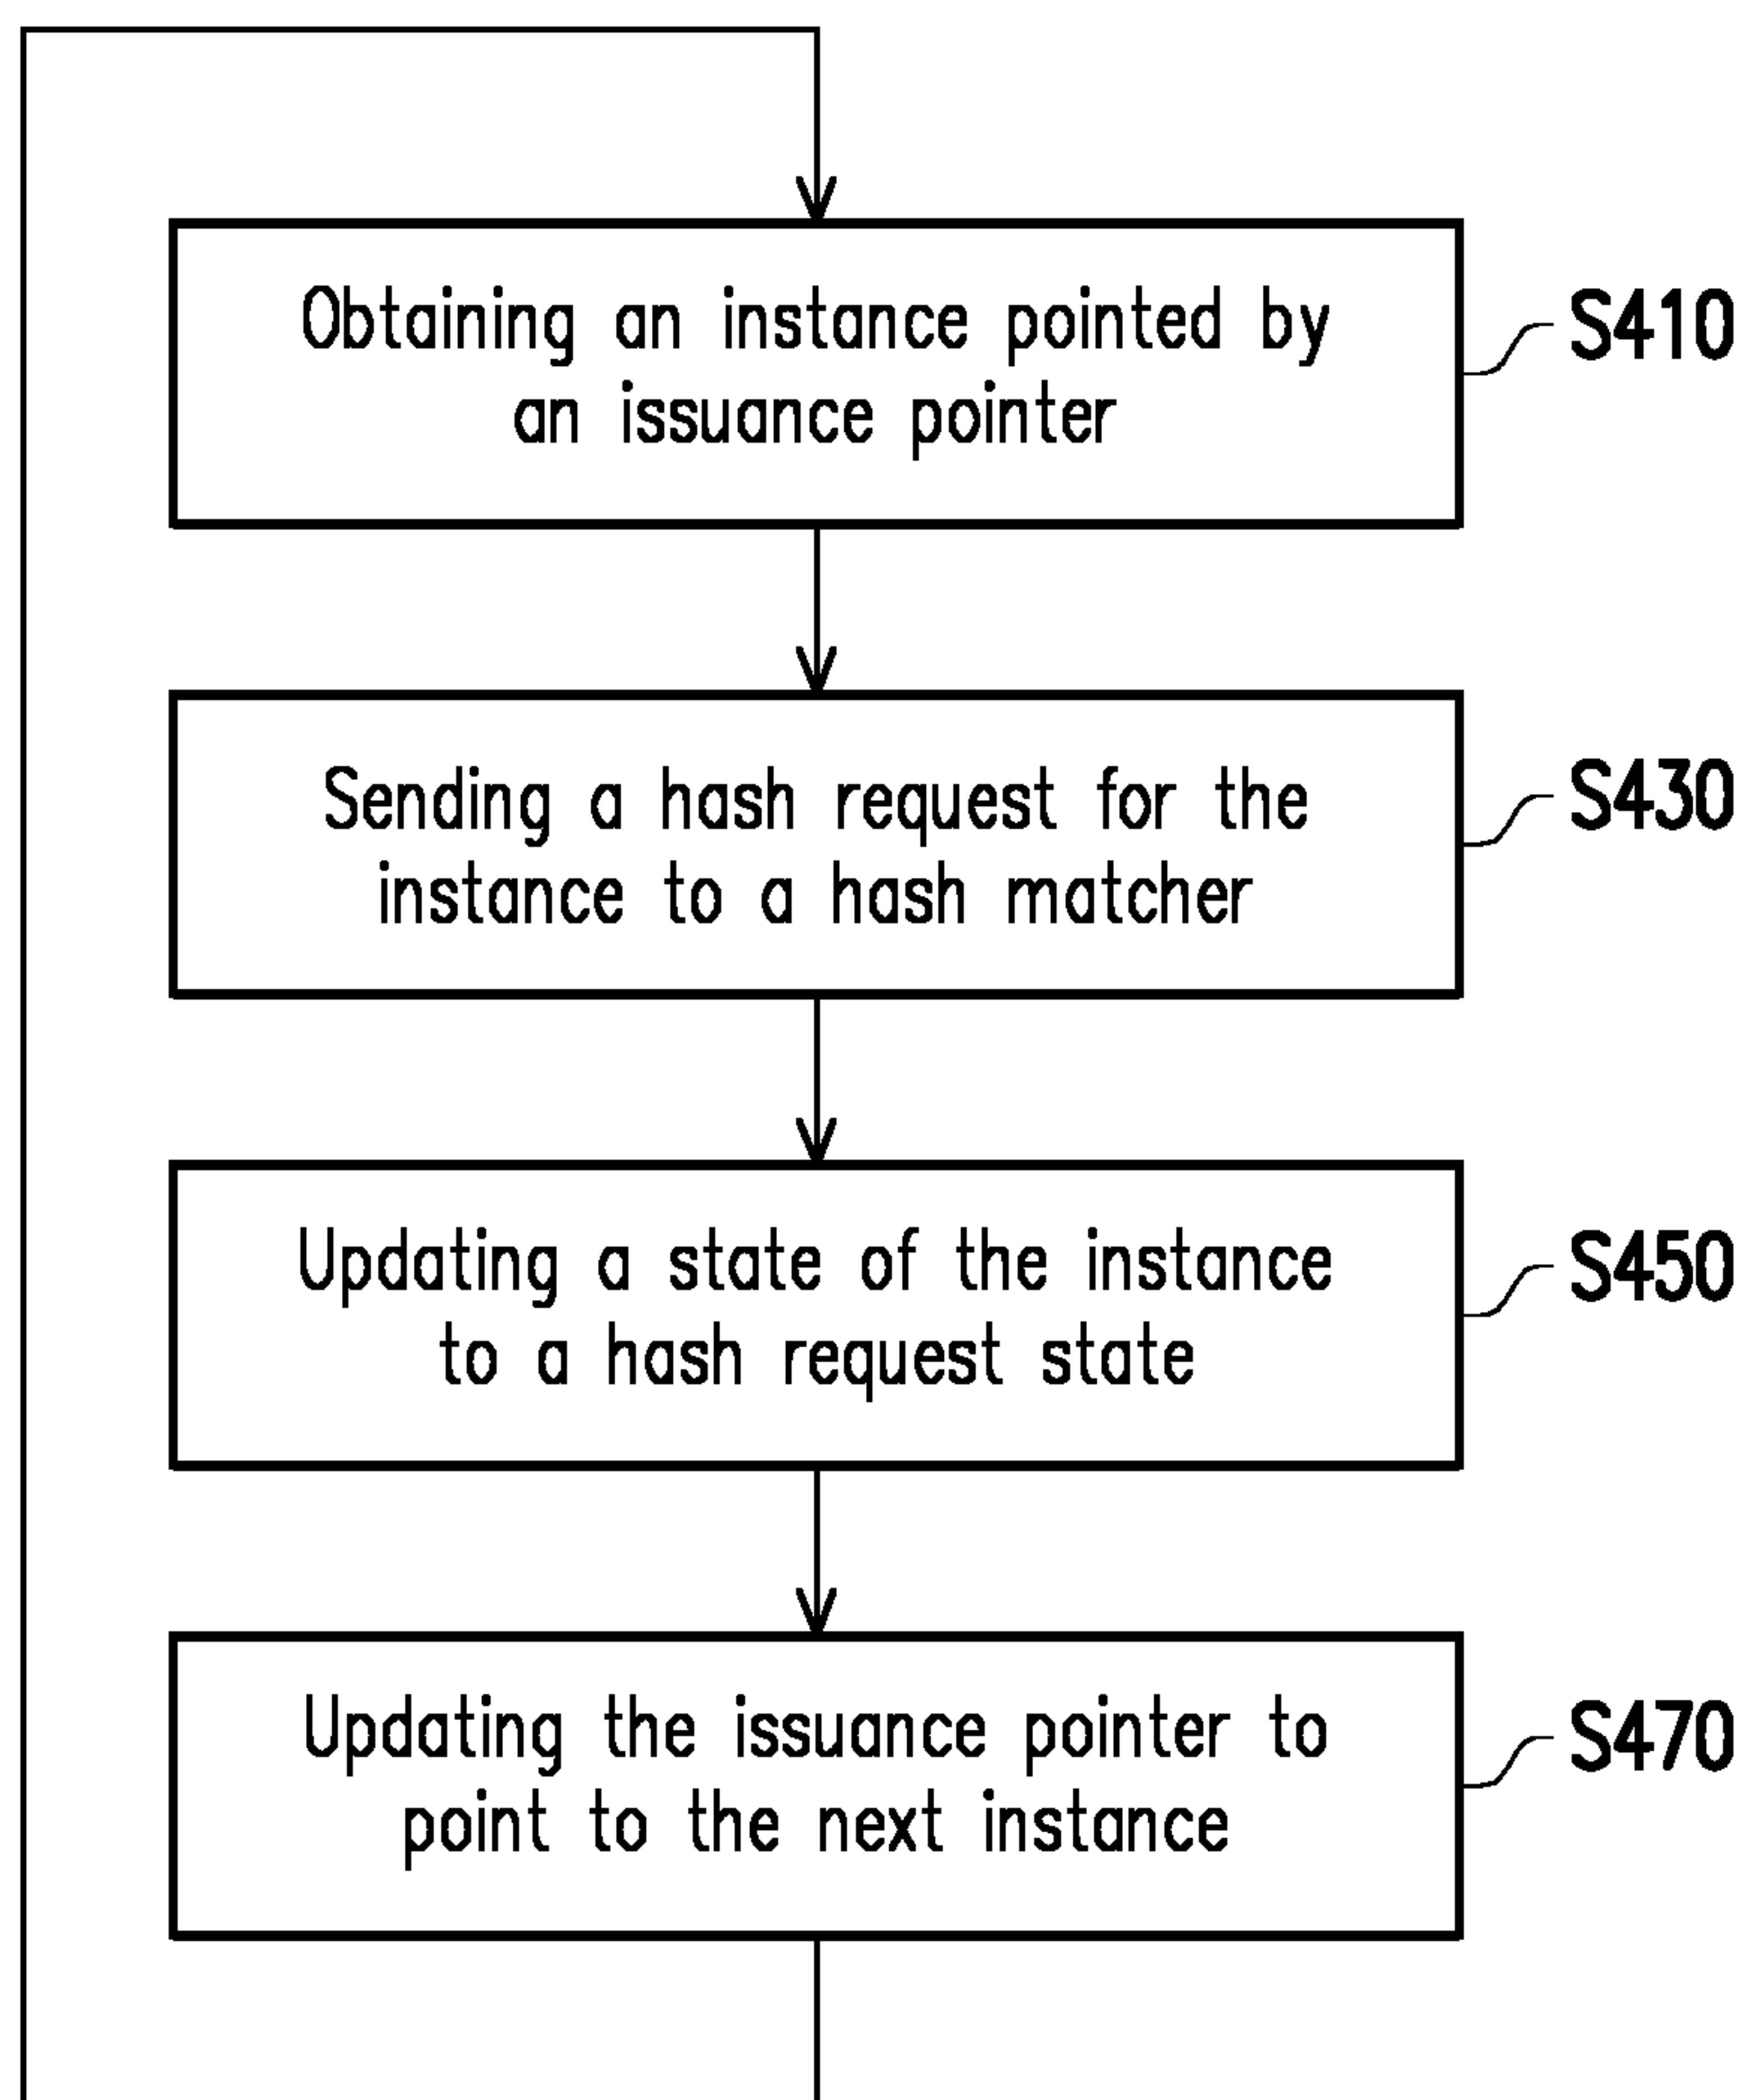 Obtaining an instance pointed by
an issuance pointer
S410
Sending a hash request for the
instance to a hash matcher
S430
Updating a state of the instance
to a hash request state
S450
Updating the issuance pointer to
point to the next instance
S470